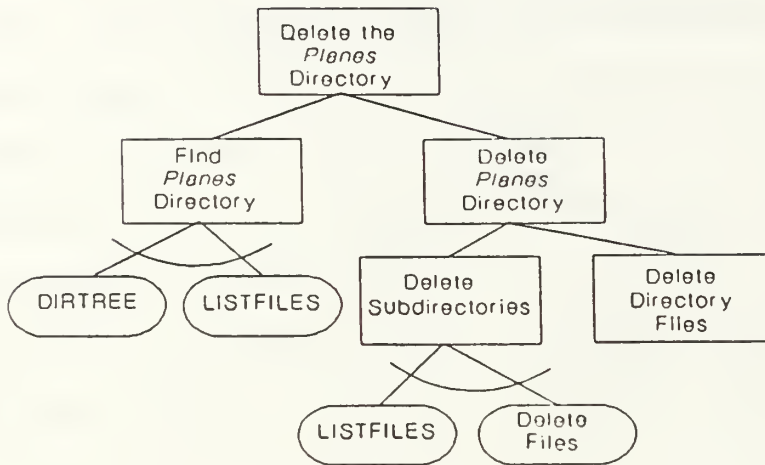 Delete the
Planes
Directory
Find
Planes
Directory
Delete
Planes
Directory
DIRTREE
LISTFILES
Delete
Subdirectories
Delete
Directory
Files
LISTFILES
Delete
Files